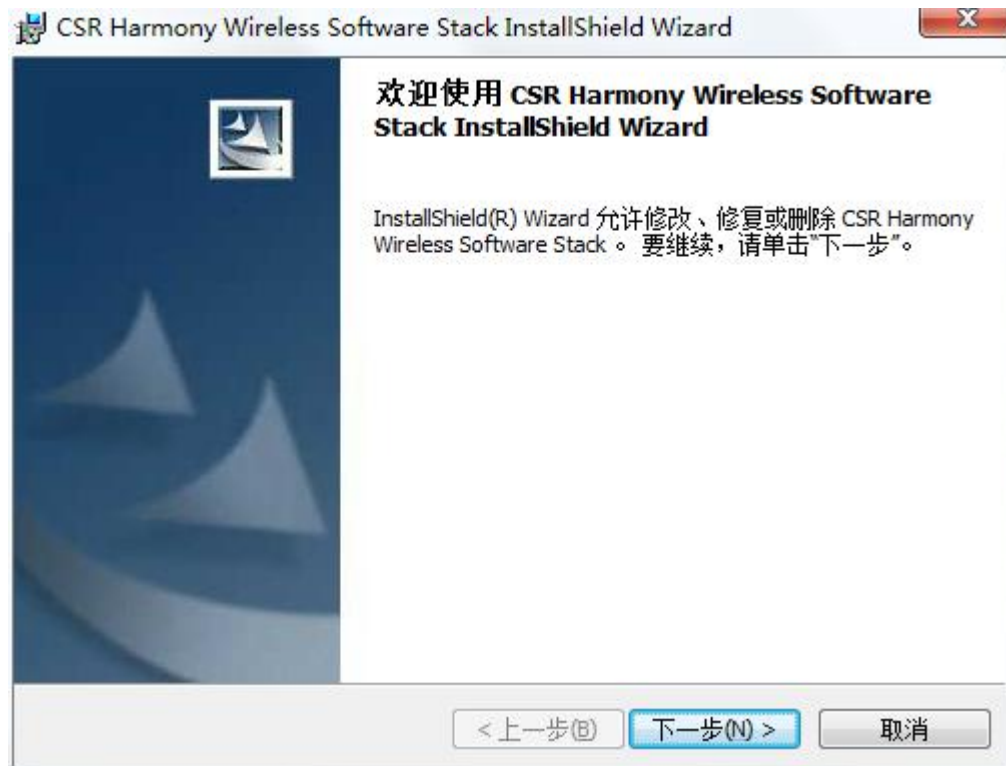 CSR Harmony Wireless Software Stack InstallShield Wizard
欢迎使用 CSR Harmony Wireless Software
Stack InstallShield Wizard
InstallShield(R) Wizard 允许修改、修复或删除 CSR Harmony
Wireless Software Stack 。 要继续，请单击“下一步”。
< 上一步(B)
下一步(N) >
取消